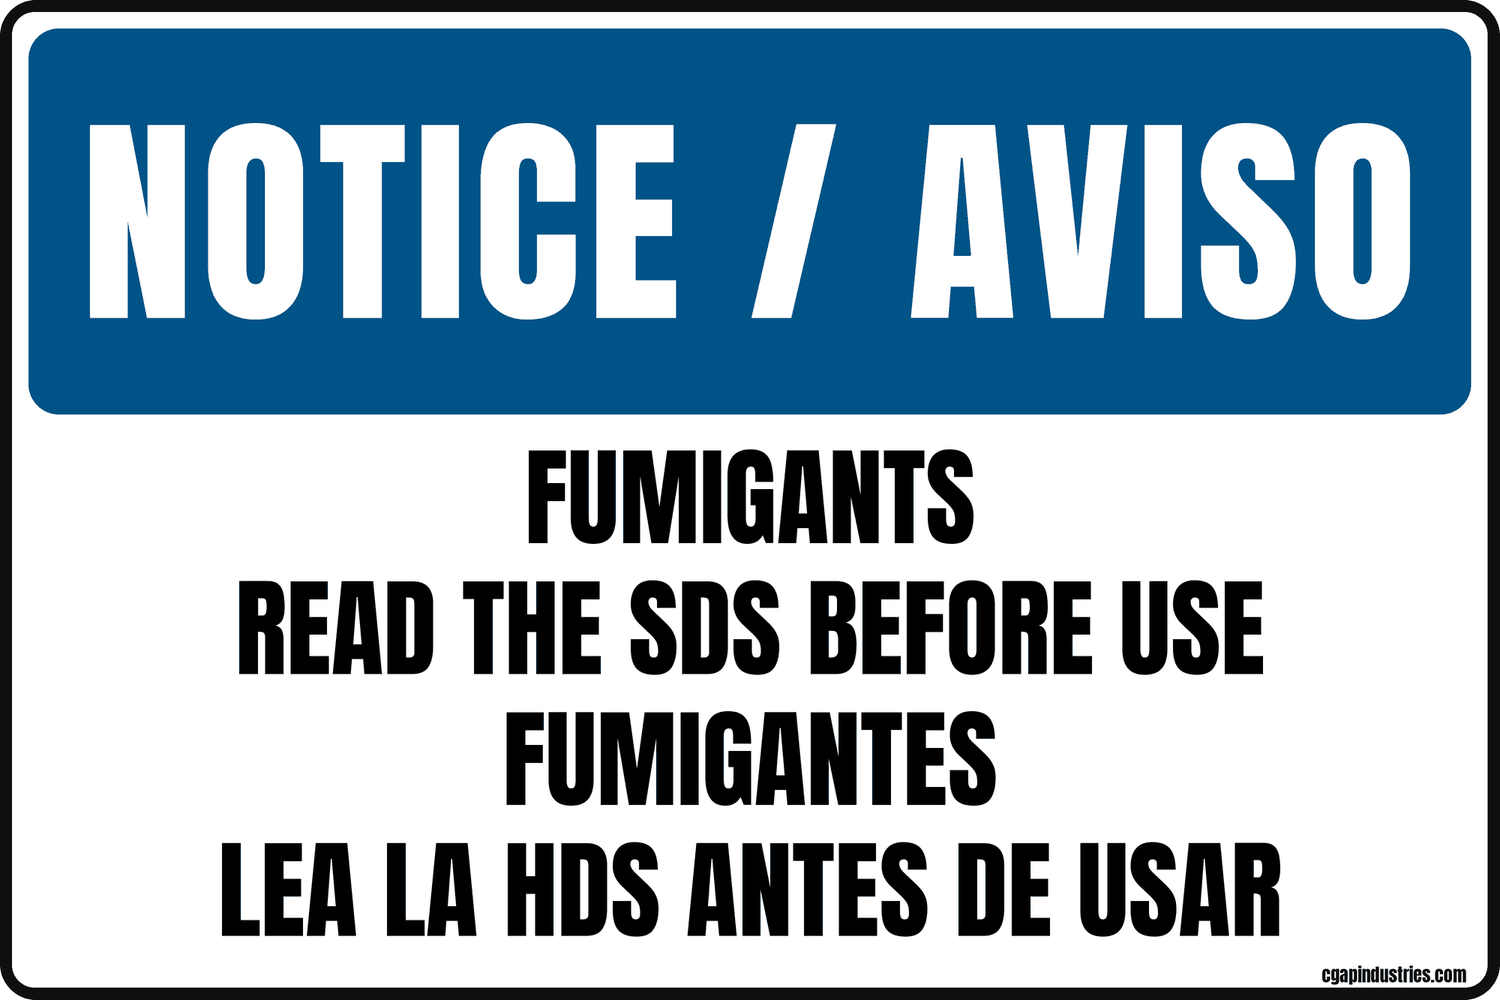 NOTICE / AVISO
FUMIGANTS
READ THE SDS BEFORE USE
FUMIGANTES
LEA LA HDS ANTES DE USAR
cgapindustries.com